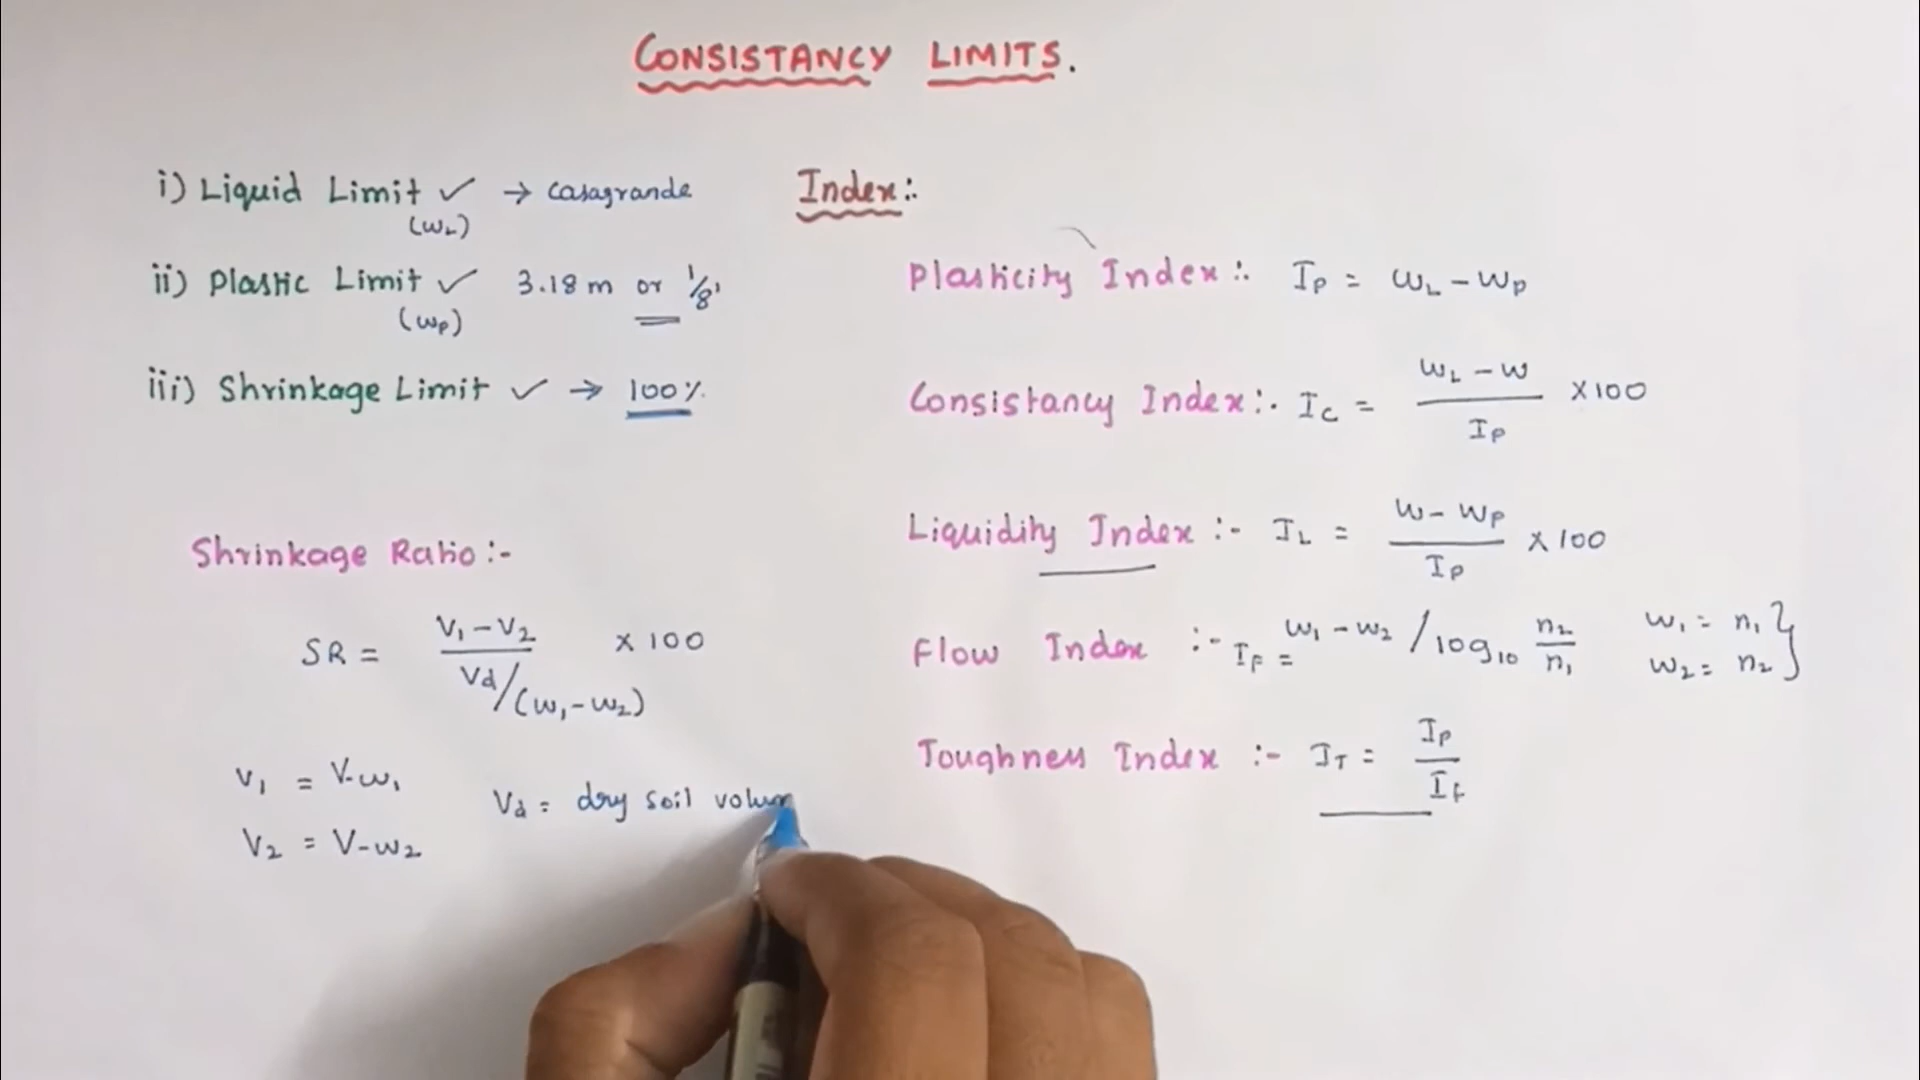 CONSISTANCY LIMITS.
i) Liquid Limit ✓ → Casagrande
(wL)
ii) Plastic Limit ✓ 3.18 m or 1/8'
(wp)
iii) Shrinkage Limit ✓ → 100%
Shrinkage Ratio :-
SR = V1 - V2 / Vd/(w1 - w2) × 100
V1 = V-w1
V2 = V-w2
Vd = dry soil volum
Index :.
Plasticity Index :. Ip = wL - wp
Consistancy Index :. Ic = wL - w / Ip × 100
Liquidity Index :- IL = w - wp / Ip × 100
Flow Index :- IF = w1 - w2 / log10 n2/n1 w1 = n1 }
w2 = n2
Toughness Index :- IT = Ip / If